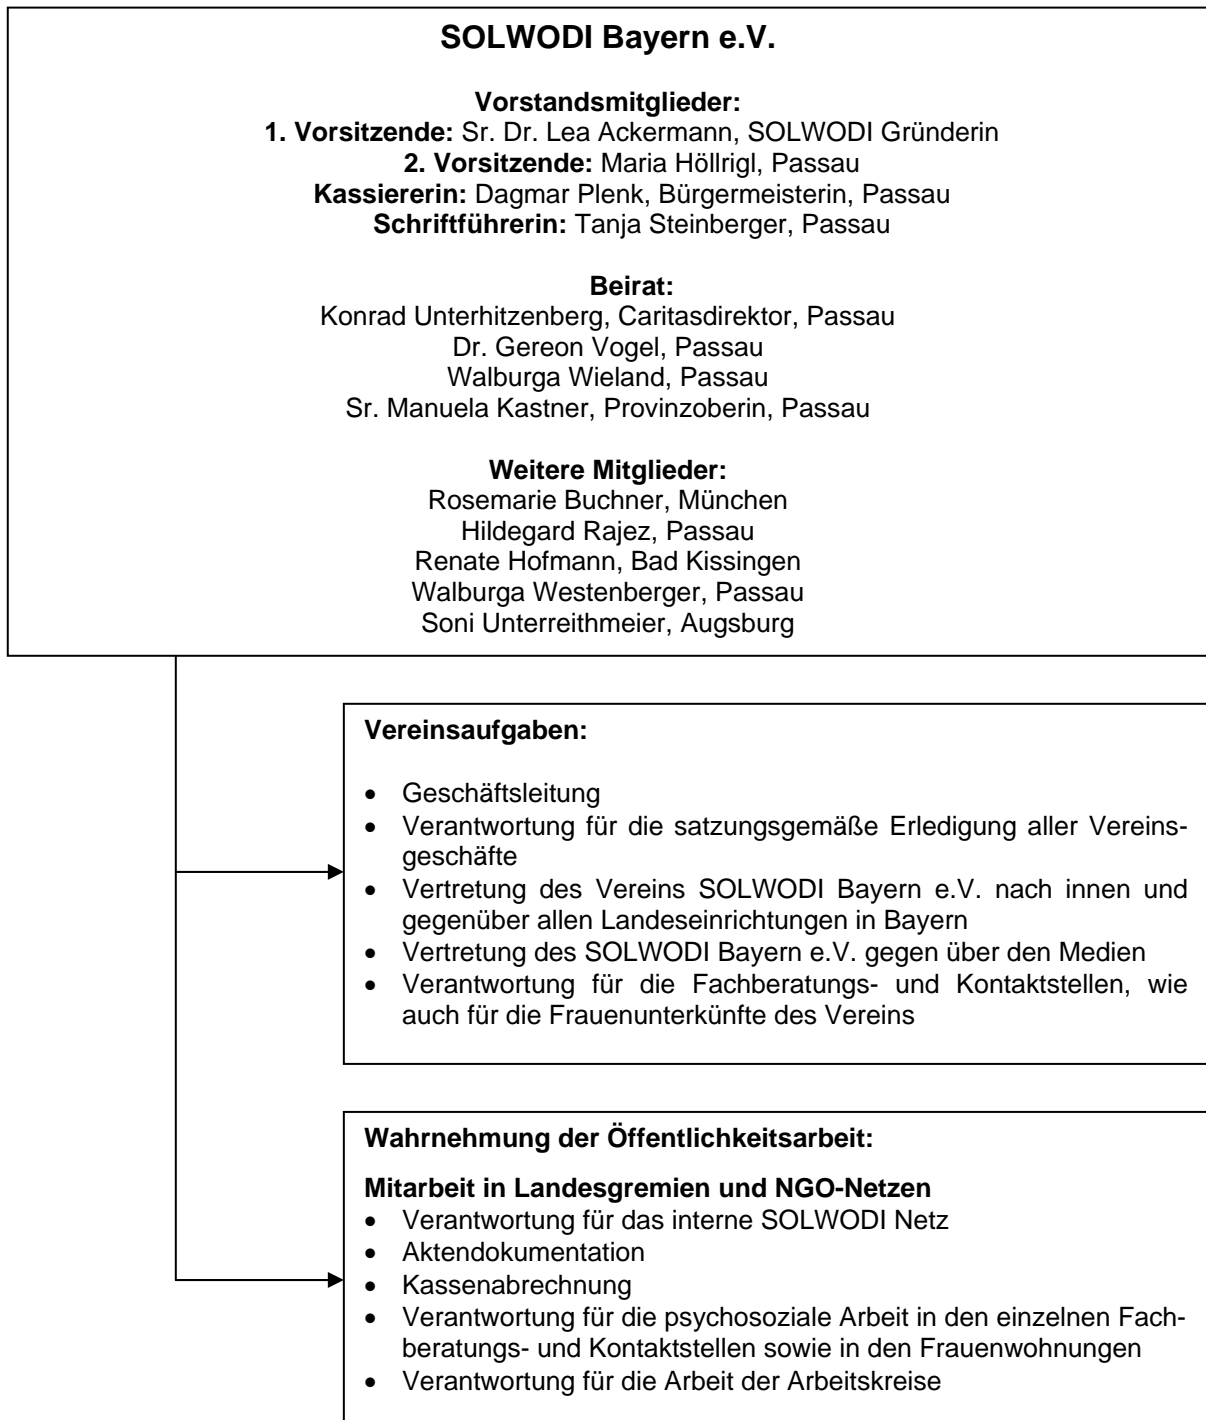 SOLWODI Bayern e.V.
Vorstandsmitglieder:
1. Vorsitzende: Sr. Dr. Lea Ackermann, SOLWODI Gründerin
2. Vorsitzende: Maria Höllrigl, Passau
Kassiererin: Dagmar Plenk, Bürgermeisterin, Passau
Schriftführerin: Tanja Steinberger, Passau
Beirat:
Konrad Unterhitzenberg, Caritasdirektor, Passau
Dr. Gereon Vogel, Passau
Walburga Wieland, Passau
Sr. Manuela Kastner, Provinzoberin, Passau
Weitere Mitglieder:
Rosemarie Buchner, München
Hildegard Rajez, Passau
Renate Hofmann, Bad Kissingen
Walburga Westenberger, Passau
Soni Unterreithmeier, Augsburg
Vereinsaufgaben:
• Geschäftsleitung
• Verantwortung für die satzungsgemäße Erledigung aller Vereins-
geschäfte
• Vertretung des Vereins SOLWODI Bayern e.V. nach innen und
gegenüber allen Landeseinrichtungen in Bayern
• Vertretung des SOLWODI Bayern e.V. gegen über den Medien
• Verantwortung für die Fachberatungs- und Kontaktstellen, wie
auch für die Frauenunterkünfte des Vereins
Wahrnehmung der Öffentlichkeitsarbeit:
Mitarbeit in Landesgremien und NGO-Netzen
• Verantwortung für das interne SOLWODI Netz
• Aktendokumentation
• Kassenabrechnung
• Verantwortung für die psychosoziale Arbeit in den einzelnen Fach-
beratungs- und Kontaktstellen sowie in den Frauenwohnungen
• Verantwortung für die Arbeit der Arbeitskreise